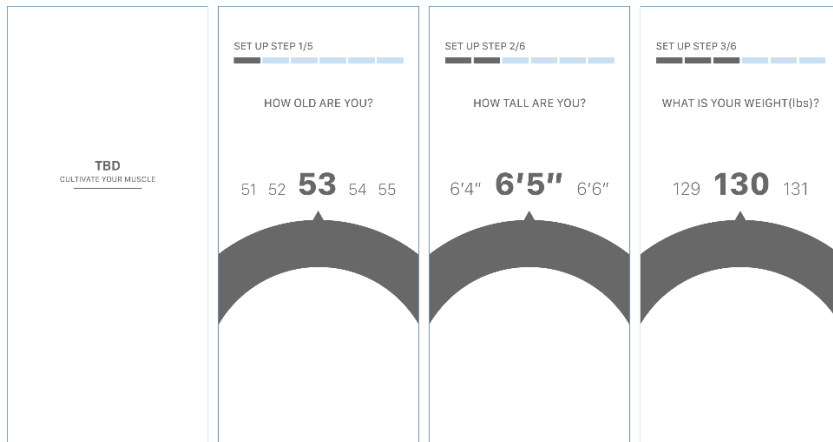 TBD
CULTIVATE YOUR MUSCLE
SET UP STEP 1/5
HOW OLD ARE YOU?
51 52 53 54 55
SET UP STEP 2/6
HOW TALL ARE YOU?
6'4" 6'5" 6'6"
SET UP STEP 3/6
WHAT IS YOUR WEIGHT(lbs)?
129 130 131